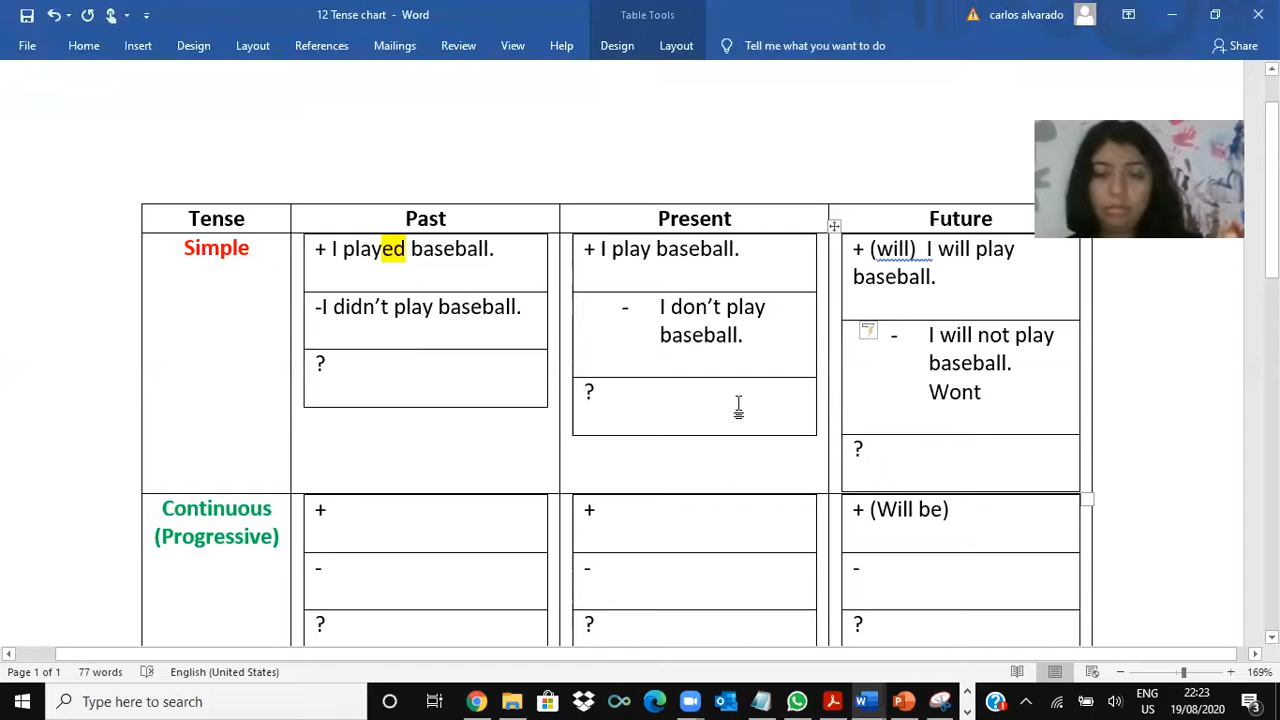 12 Tense chart - Word
Table Tools
carlos alvarado
File Home Insert Design Layout References Mailings Review View Help Design Layout Tell me what you want to do Share
Tense Past Present Future
Simple
+ I played baseball.
-I didn't play baseball.
?
+ I play baseball.
- I don't play
baseball.
?
+ (will) I will play
baseball.
- I will not play
baseball.
Wont
?
Continuous
(Progressive)
+
-
?
+
-
?
+ (Will be)
-
?
Page 1 of 1 77 words English (United States) 169%
Type here to search
ENG
US
22:23
19/08/2020
3